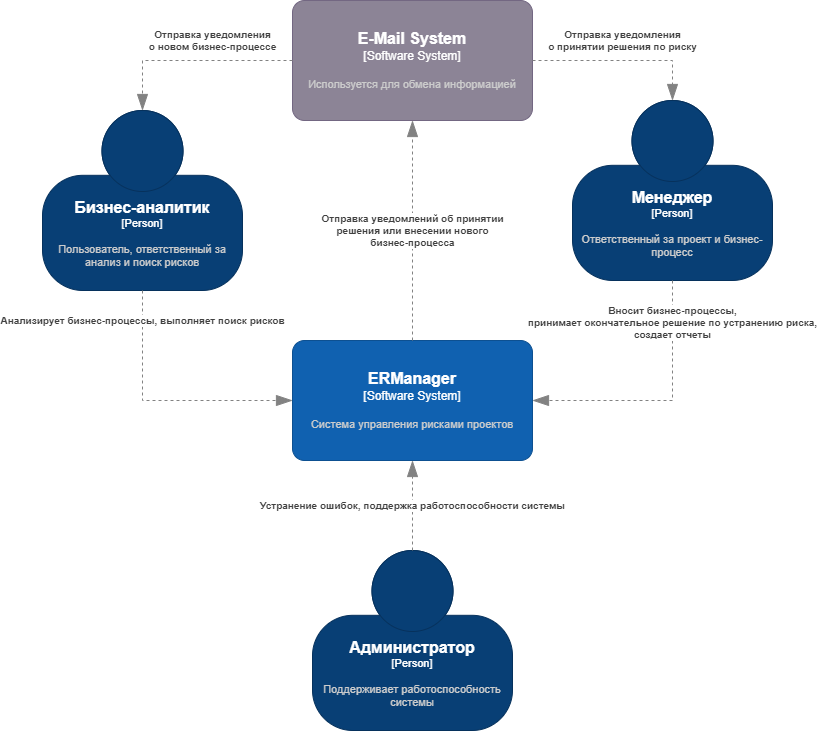 Отправка уведомления
о новом бизнес-процессе
E-Mail System
[Software System]
Используется для обмена информацией
Отправка уведомления
о принятии решения по риску
Бизнес-аналитик
[Person]
Пользователь, ответственный за
анализ и поиск рисков
Отправка уведомлений об принятии
решения или внесении нового
бизнес-процесса
Менеджер
[Person]
Ответственный за проект и бизнес-
процесс
Анализирует бизнес-процессы, выполняет поиск рисков
Вносит бизнес-процессы,
принимает окончательное решение по устранению риска,
создает отчеты
ERManager
[Software System]
Система управления рисками проектов
Устранение ошибок, поддержка работоспособности системы
Администратор
[Person]
Поддерживает работоспособность
системы